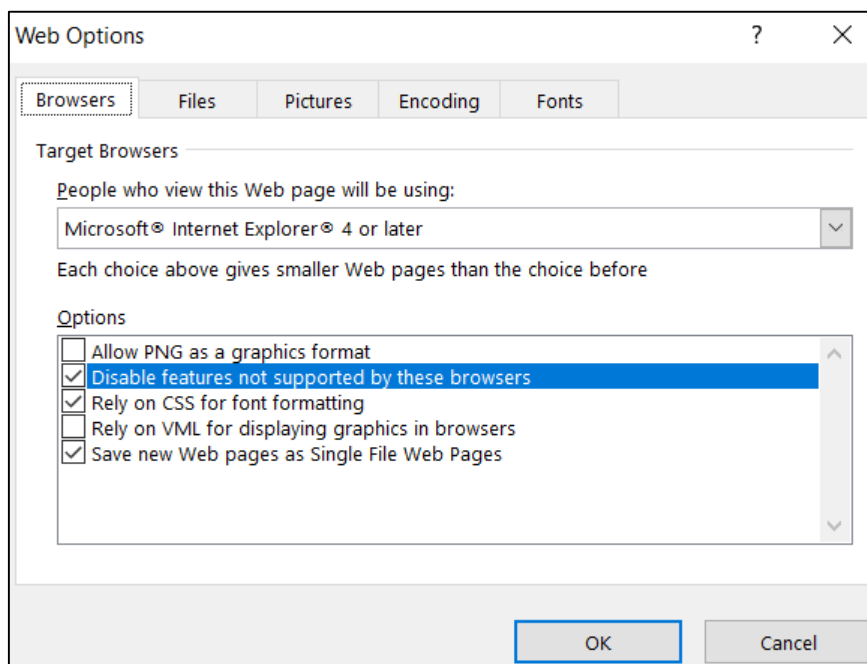 Web Options ?
Browsers Files Pictures Encoding Fonts
Target Browsers
People who view this Web page will be using:
Microsoft® Internet Explorer® 4 or later
Each choice above gives smaller Web pages than the choice before
Options
Allow PNG as a graphics format
Disable features not supported by these browsers
Rely on CSS for font formatting
Rely on VML for displaying graphics in browsers
Save new Web pages as Single File Web Pages
OK Cancel